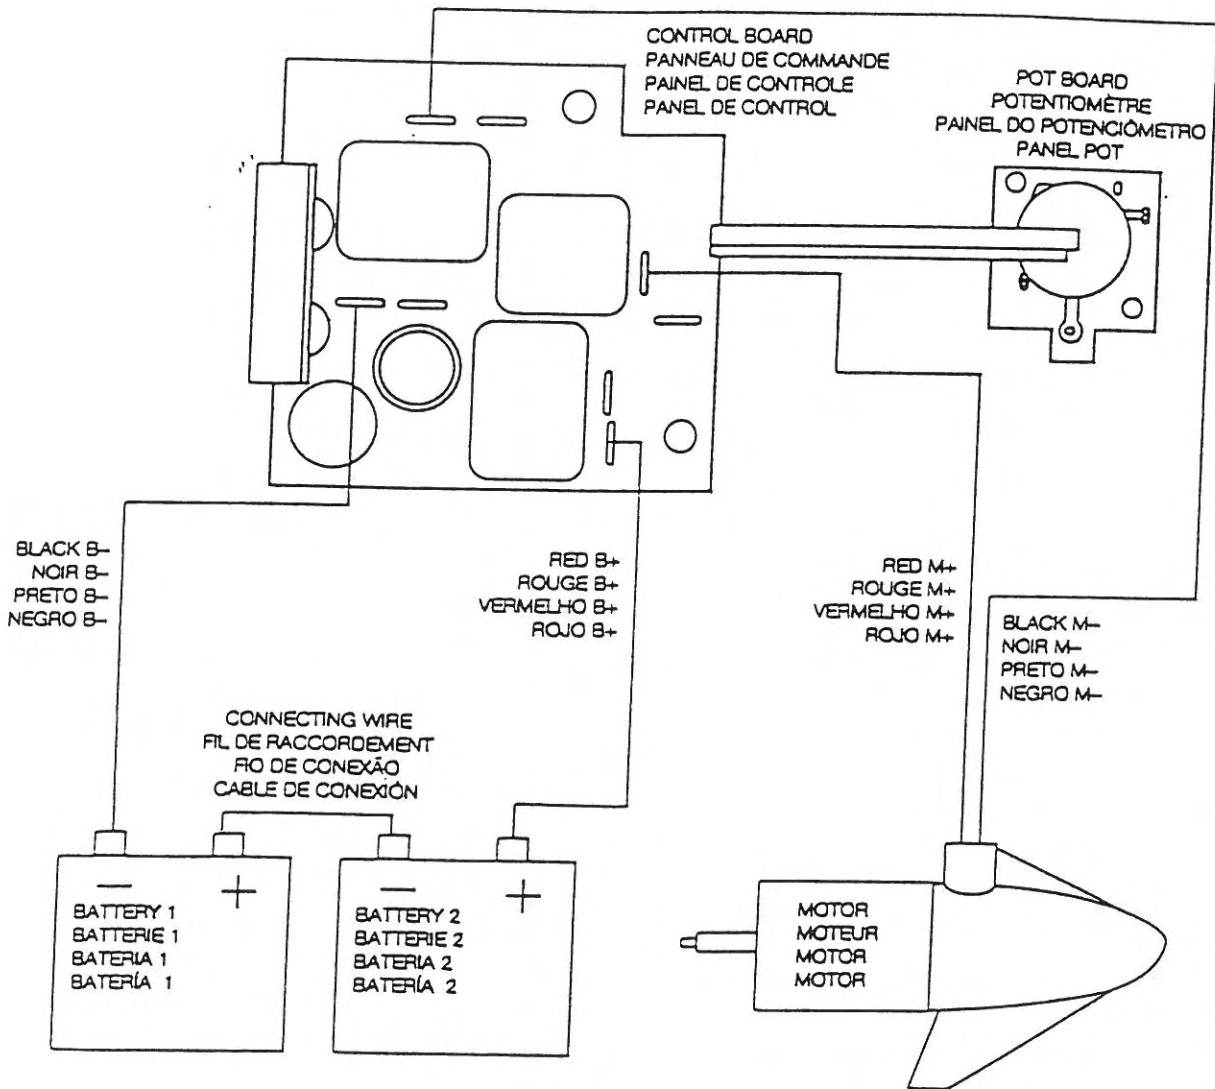 CONTROL BOARD
PANNEAU DE COMMANDE
PAINEL DE CONTROLE
PANEL DE CONTROL
POT BOARD
POTENTIOMÈTRE
PAINEL DO POTENCIÔMETRO
PANEL POT
BLACK B-
NOIR B-
PRETO B-
NEGRO B-
RED B+
ROUGE B+
VERMELHO B+
ROJO B+
RED M+
ROUGE M+
VERMELHO M+
ROJO M+
BLACK M-
NOIR M-
PRETO M-
NEGRO M-
CONNECTING WIRE
FIL DE RACCORDEMENT
FIO DE CONEXÃO
CABLE DE CONEXIÓN
- +
BATTERY 1
BATTERIE 1
BATERIA 1
BATERÍA 1
- +
BATTERY 2
BATTERIE 2
BATERIA 2
BATERÍA 2
MOTOR
MOTEUR
MOTOR
MOTOR